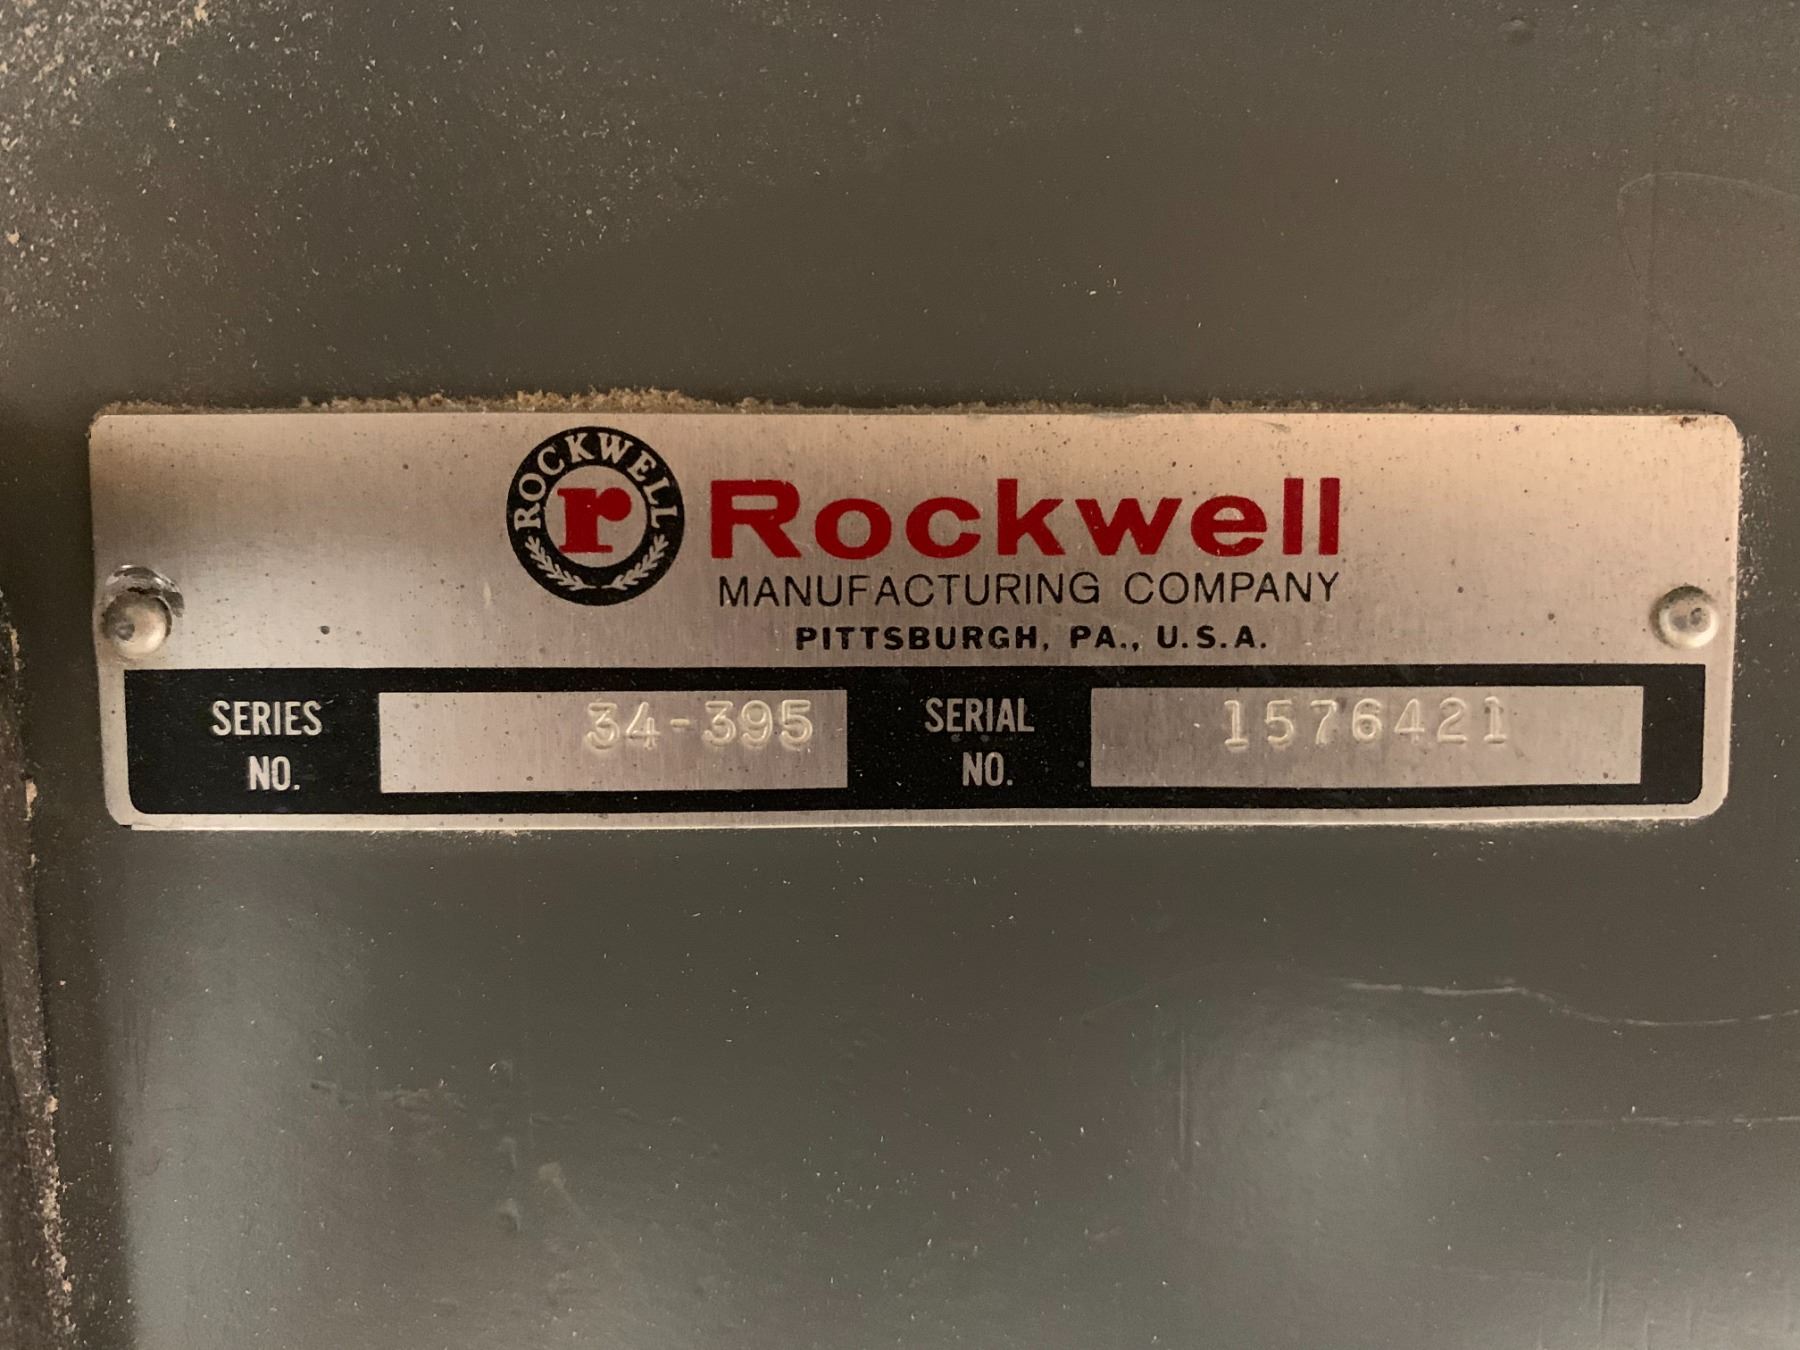 ROCKWELL
r
Rockwell
MANUFACTURING COMPANY
PITTSBURGH, PA., U.S.A.
SERIES NO.
34-395
SERIAL NO.
1576421